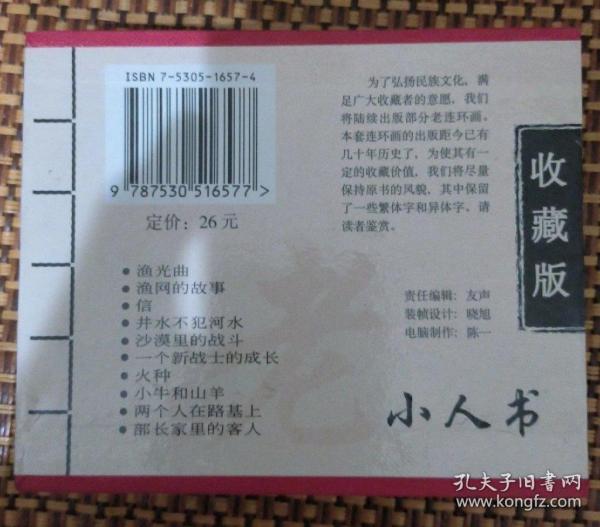 ISBN 7-5305-1657-4
9 787530 516577 >
定价：26 元
为了弘扬民族文化，满
足广大收藏者的意愿，我们
将陆续出版部分老连环画。
本套连环画的出版距今已有
几十年历史了，为使其有一
定的收藏价值，我们将尽量
保持原书的风貌，其中保留
了一些繁体字和异体字，请
读者鉴赏。
收藏版
• 渔光曲
• 渔网的故事
• 信
• 井水不犯河水
• 沙漠里的战斗
• 一个新战士的成长
• 火种
• 小牛和山羊
• 两个人在路基上
• 部长家里的客人
责任编辑：友声
装帧设计：晓旭
电脑制作：陈一
老
小人书
孔夫子旧书网
www.kongfz.com